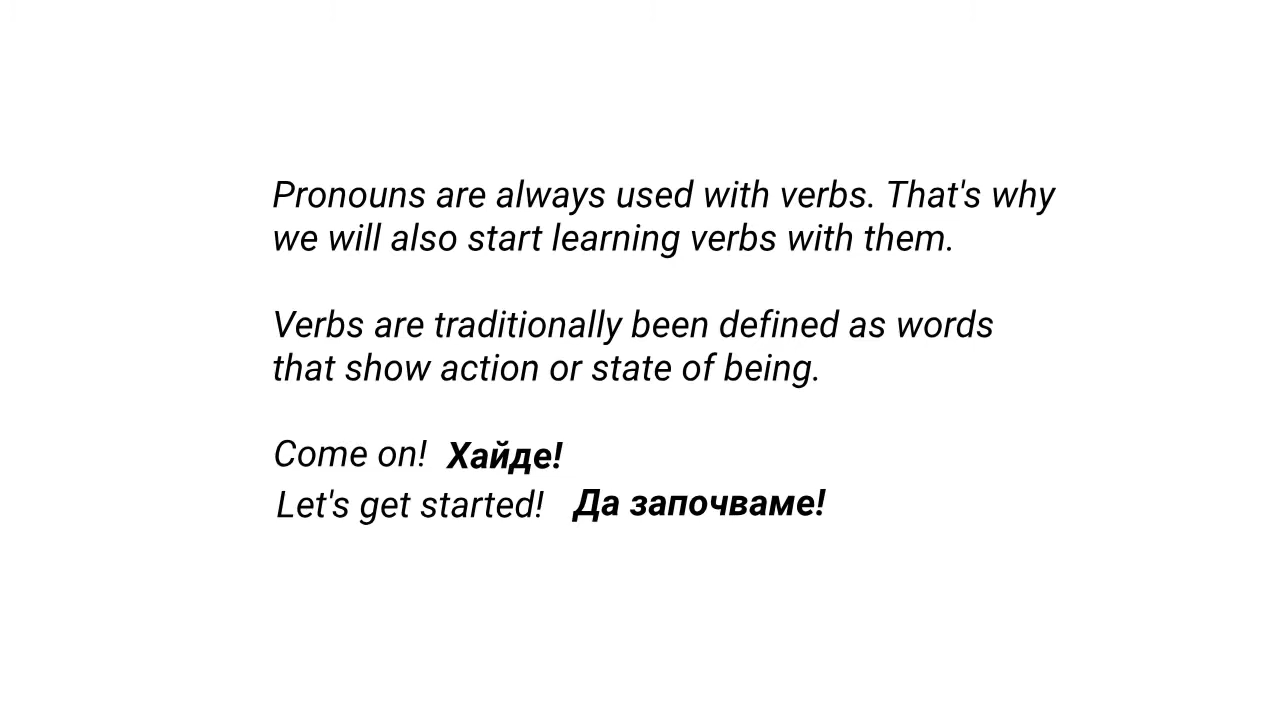 Pronouns are always used with verbs. That's why
we will also start learning verbs with them.
Verbs are traditionally been defined as words
that show action or state of being.
Come on! Хайде!
Let's get started! Да започваме!